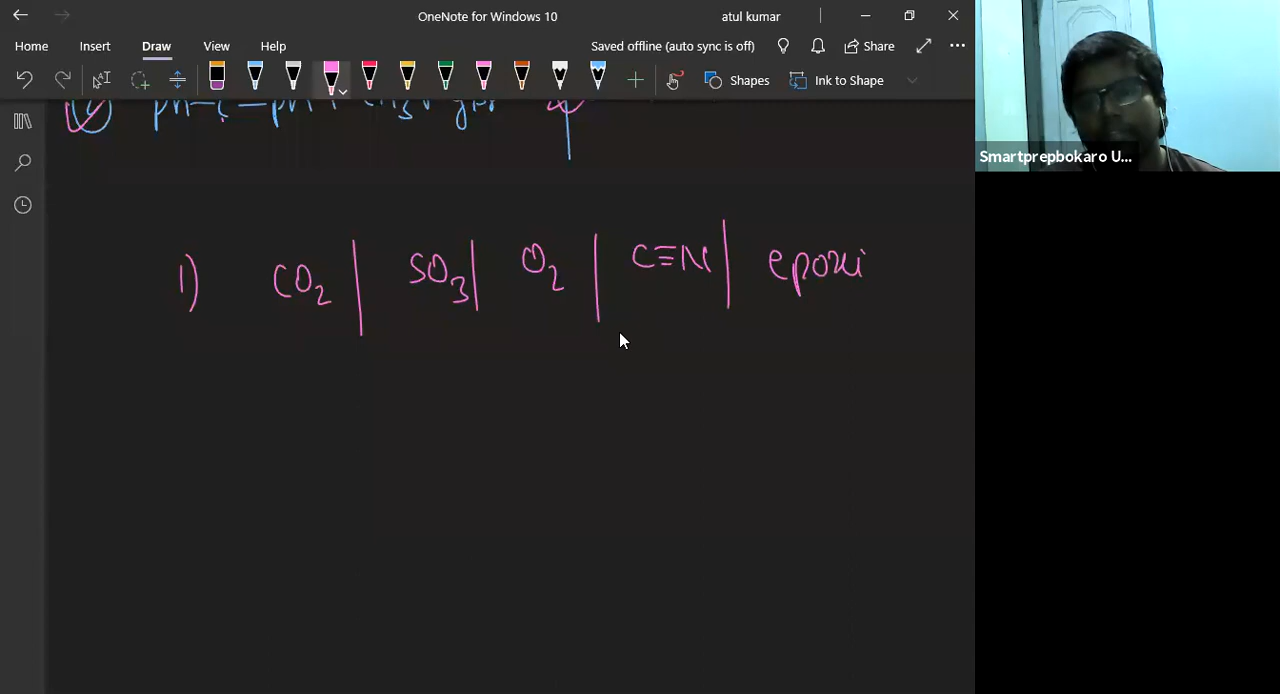 OneNote for Windows 10
atul kumar
Home Insert Draw View Help
Saved offline (auto sync is off)
Share
Shapes
Ink to Shape
Smartprepbokaro U...
1) CO2 | SO3 | O2 | C≡N | epoxi